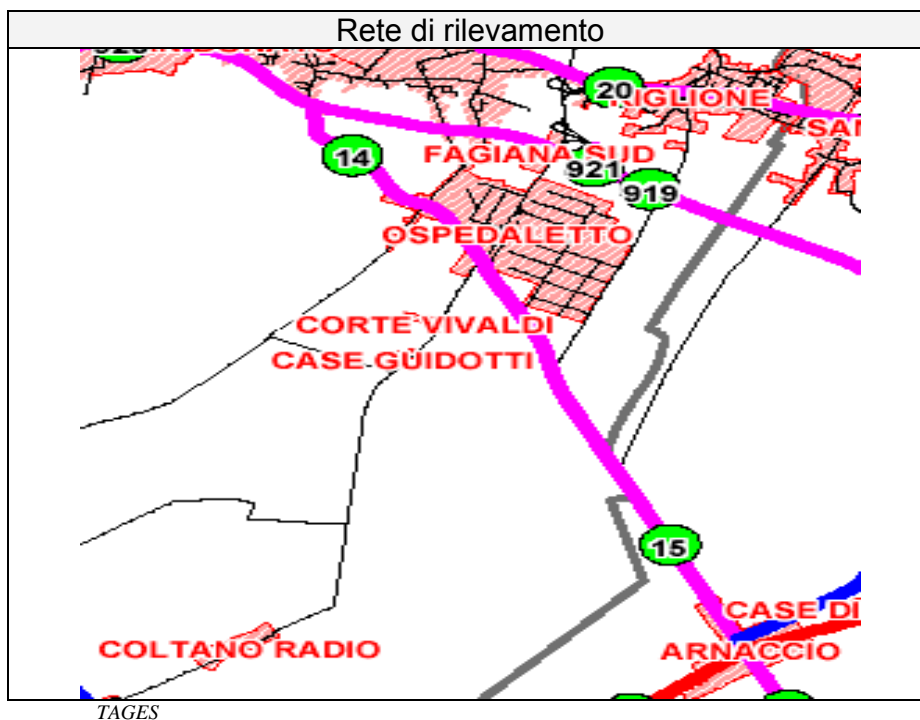 Rete di rilevamento
20
RIGLIONE
14
FAGIANA SUD
921
919
OSPEDALETTO
CORTE VIVALDI
CASE GUIDOTTI
15
CASE DI
COLTANO RADIO
ARNACCIO
TAGES